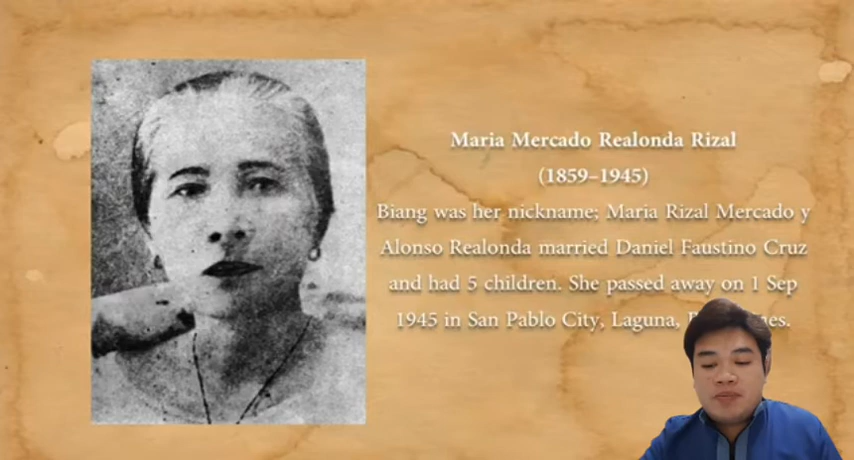 Maria Mercado Realonda Rizal
(1859–1945)
Biang was her nickname; Maria Rizal Mercado y
Alonso Realonda married Daniel Faustino Cruz
and had 5 children. She passed away on 1 Sep
1945 in San Pablo City, Laguna,